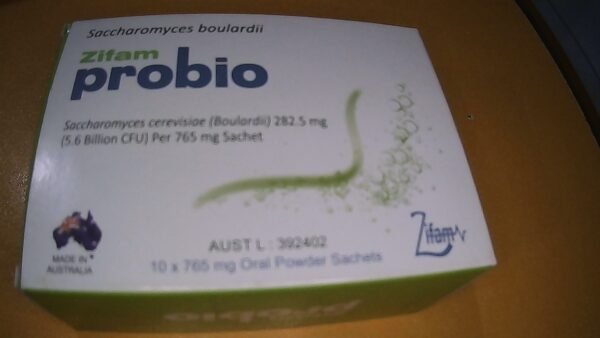 Saccharomyces boulardii
zifam
probio
Saccharomyces cerevisiae (Boulardii) 282.5 mg
(5.6 Billion CFU) Per 765 mg Sachet
AUST L : 392402
10 x 765 mg Oral Powder Sachets
MADE IN
AUSTRALIA
Zifam
probio